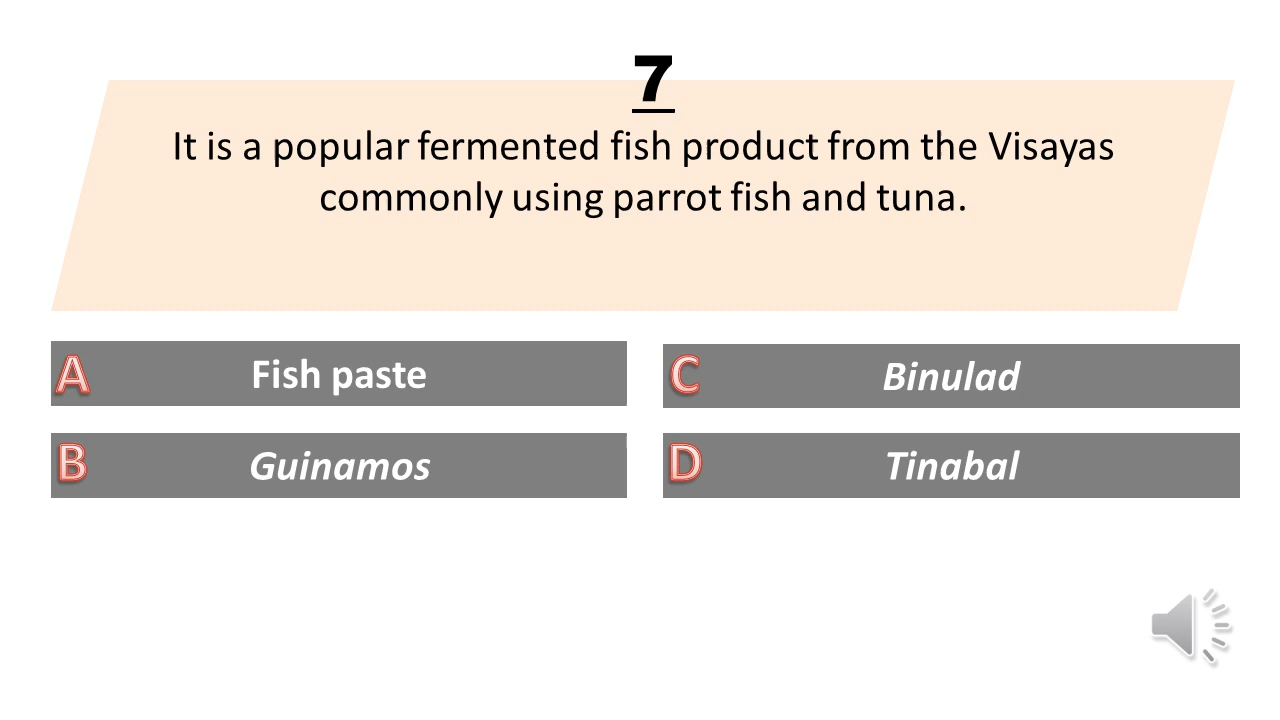 7
It is a popular fermented fish product from the Visayas
commonly using parrot fish and tuna.
A Fish paste
B Guinamos
C Binulad
D Tinabal